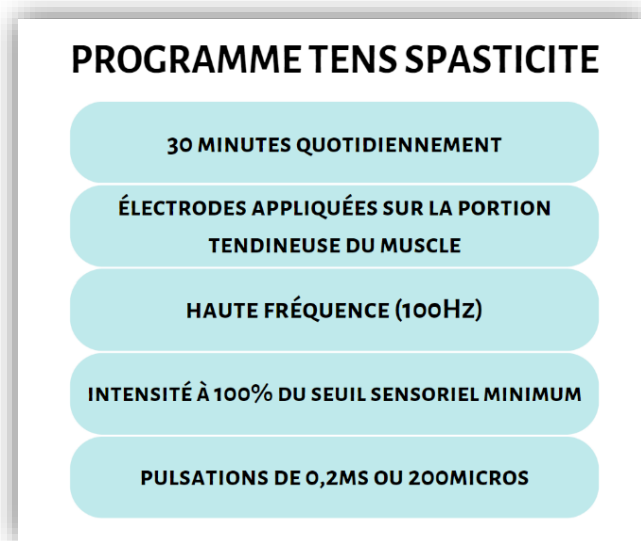 PROGRAMME TENS SPASTICITE
30 MINUTES QUOTIDIENNEMENT
ÉLECTRODES APPLIQUÉES SUR LA PORTION
TENDINEUSE DU MUSCLE
HAUTE FRÉQUENCE (100HZ)
INTENSITÉ À 100% DU SEUIL SENSORIEL MINIMUM
PULSATIONS DE 0,2MS OU 200MICROS